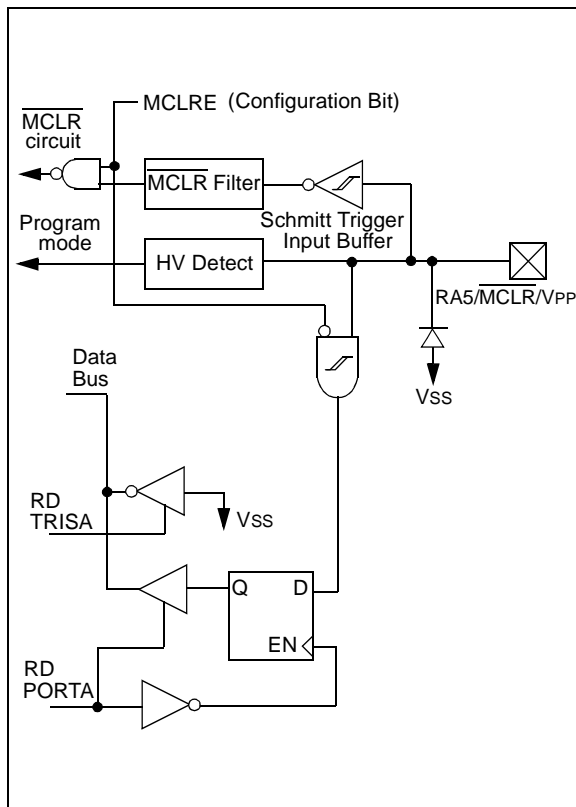 MCLRE (Configuration Bit)
MCLR
circuit
MCLR Filter
Schmitt Trigger
Input Buffer
Program
mode
HV Detect
RA5/MCLR/VPP
VSS
Data
Bus
RD
TRISA
VSS
Q
D
EN
RD
PORTA